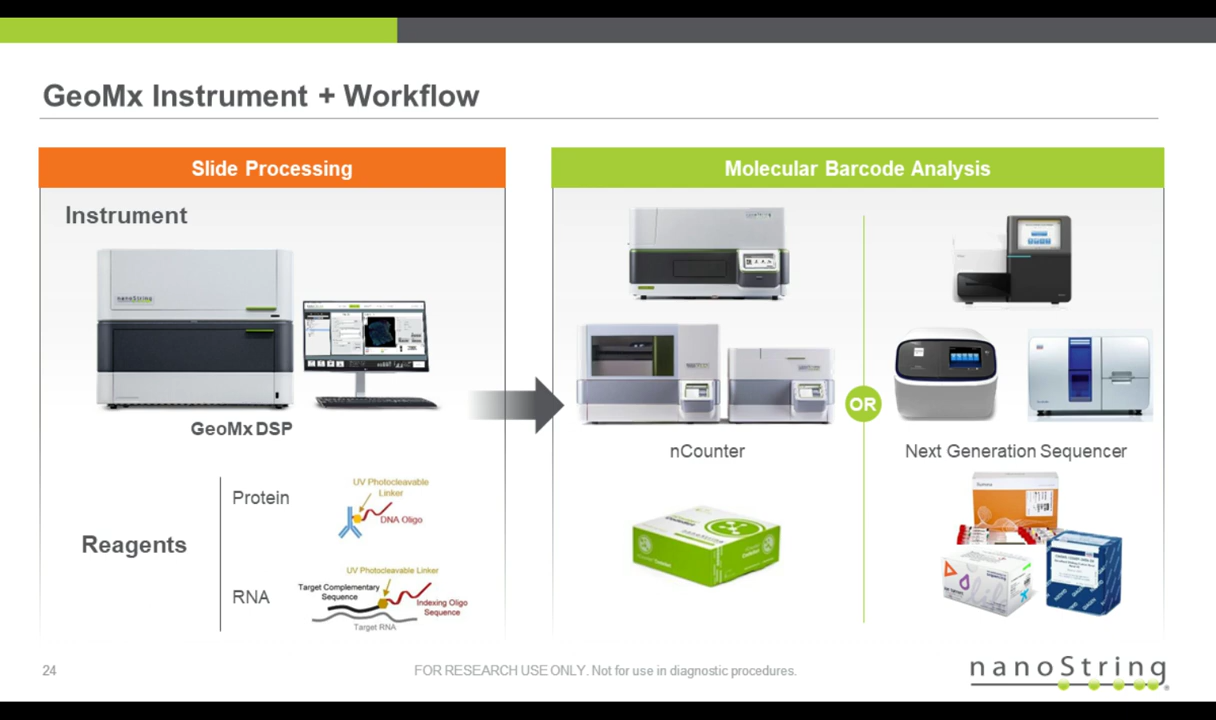 GeoMx Instrument + Workflow
Slide Processing
Instrument
nanoString
GeoMx DSP
Reagents
Protein
UV Photocleavable
Linker
DNA Oligo
RNA
UV Photocleavable Linker
Target Complementary
Sequence
Indexing Oligo
Sequence
Target RNA
Molecular Barcode Analysis
nCounter
OR
Next Generation Sequencer
24
FOR RESEARCH USE ONLY. Not for use in diagnostic procedures.
nanoString